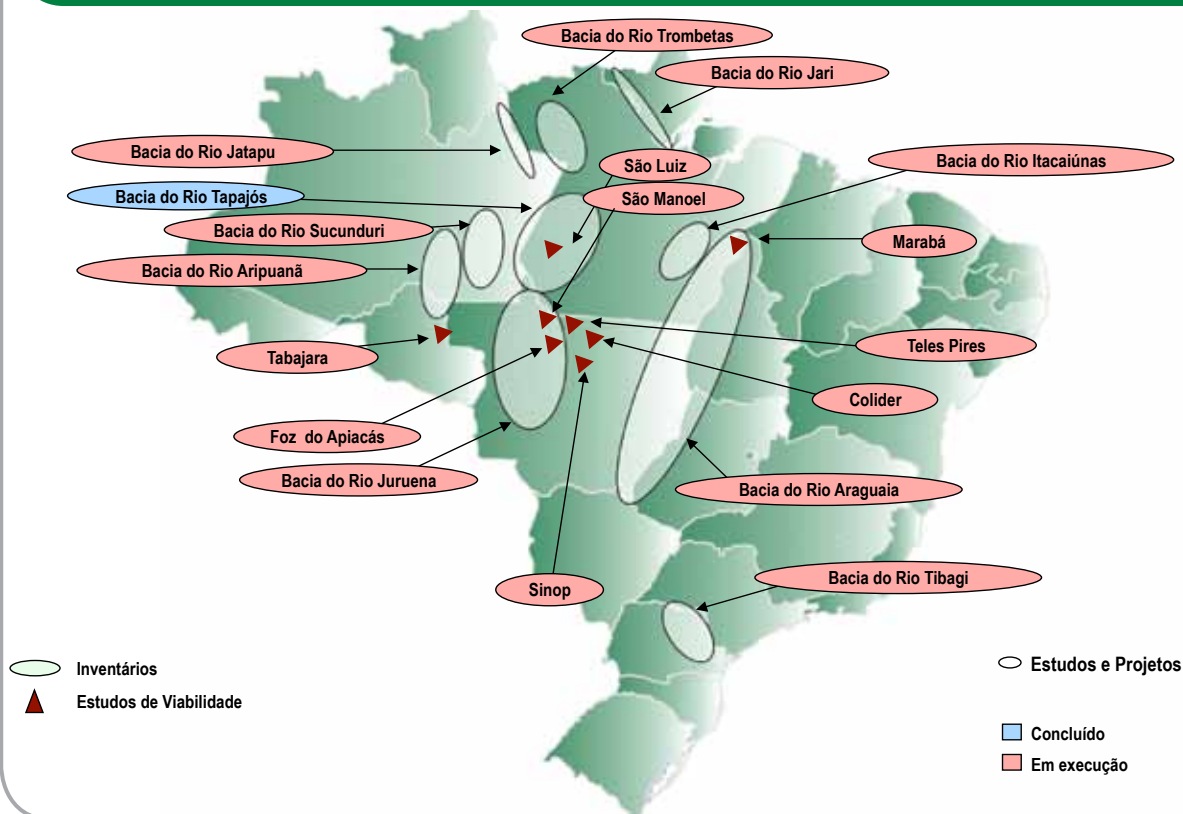 Bacia do Rio Trombetas
Bacia do Rio Jari
Bacia do Rio Jatapu
São Luiz
Bacia do Rio Itacaiúnas
Bacia do Rio Tapajós
São Manoel
Bacia do Rio Sucunduri
Marabá
Bacia do Rio Aripuanã
Tabajara
Teles Pires
Colider
Foz do Apiacás
Bacia do Rio Juruena
Bacia do Rio Araguaia
Sinop
Bacia do Rio Tibagi
Inventários
Estudos de Viabilidade
Estudos e Projetos
Concluído
Em execução